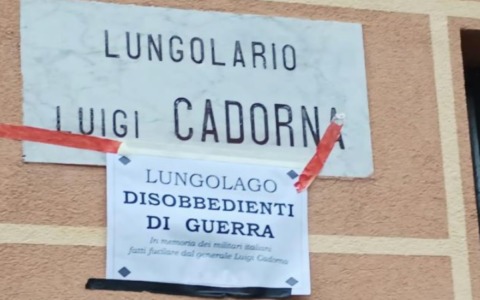 LUNGOLARIO
LUIGI CADORNA
LUNGOLAGO
DISOBBEDIENTI
DI GUERRA
In memoria dei militari italiani
fatti fucilare dal generale Luigi Cadorna